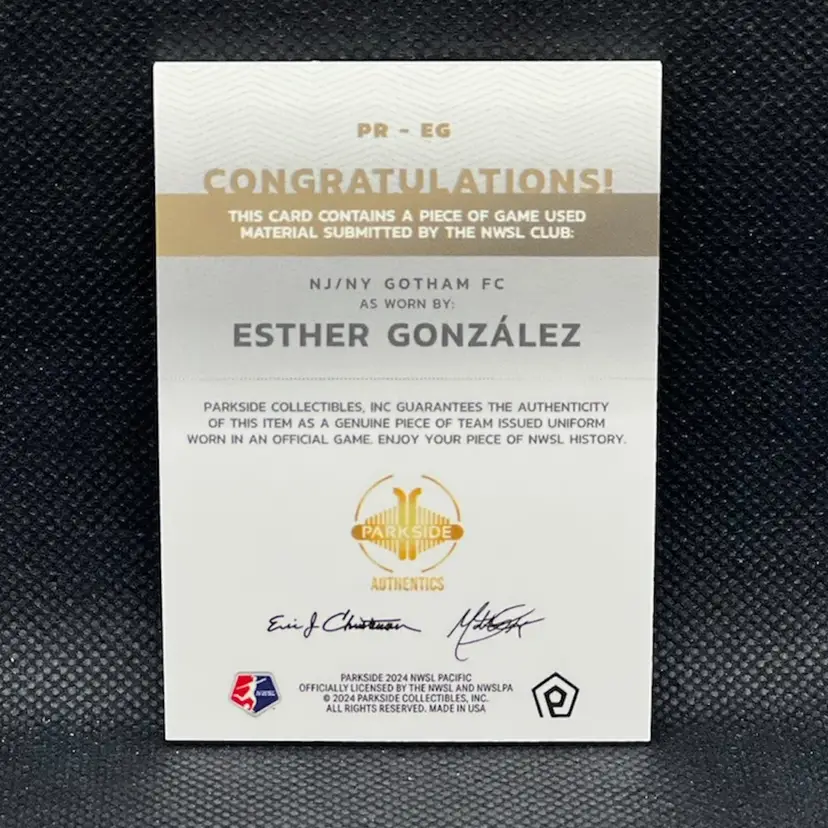 PR - EG
CONGRATULATIONS!
THIS CARD CONTAINS A PIECE OF GAME USED
MATERIAL SUBMITTED BY THE NWSL CLUB:
NJ/NY GOTHAM FC
AS WORN BY:
ESTHER GONZÁLEZ
PARKSIDE COLLECTIBLES, INC GUARANTEES THE AUTHENTICITY
OF THIS ITEM AS A GENUINE PIECE OF TEAM ISSUED UNIFORM
WORN IN AN OFFICIAL GAME. ENJOY YOUR PIECE OF NWSL HISTORY.
PARKSIDE
AUTHENTICS
NWSL
PARKSIDE 2024 NWSL PACIFIC
OFFICIALLY LICENSED BY THE NWSL AND NWSLPA
© 2024 PARKSIDE COLLECTIBLES, INC.
ALL RIGHTS RESERVED. MADE IN USA